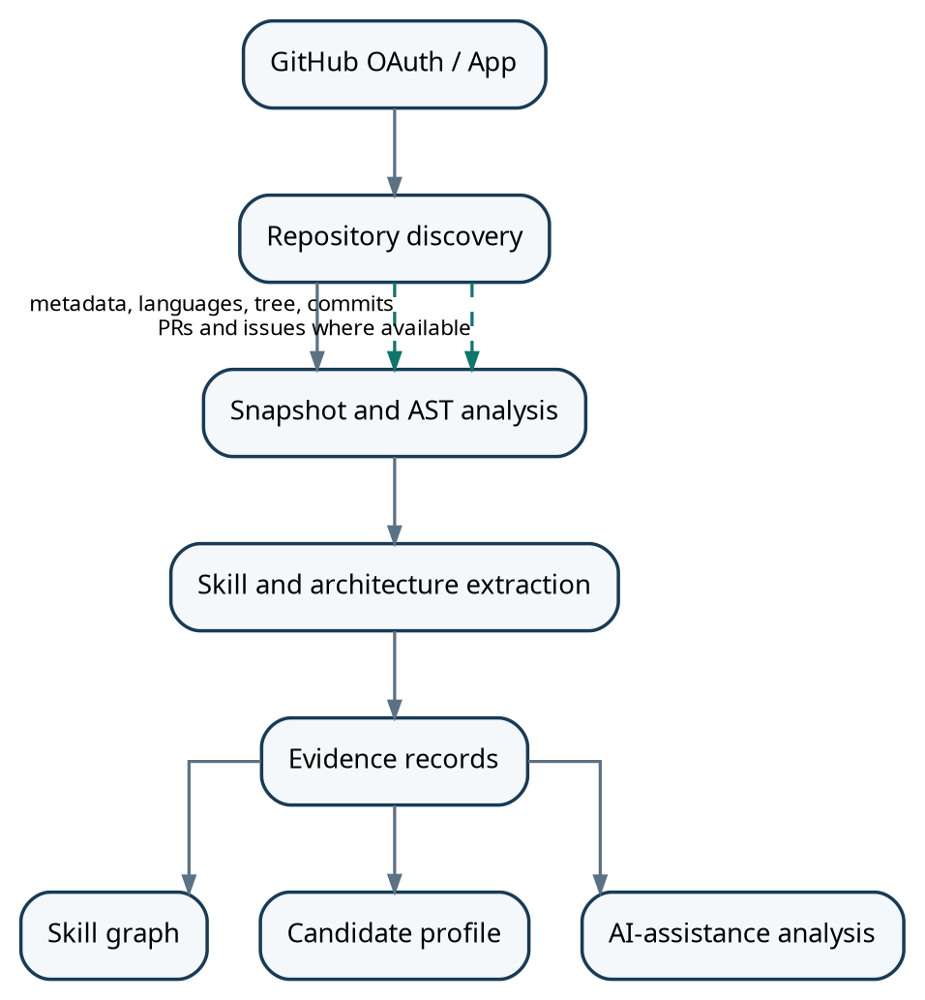 GitHub OAuth / App
Repository discovery
metadata, languages, tree, commits
PRs and issues where available
Snapshot and AST analysis
Skill and architecture extraction
Evidence records
Skill graph
Candidate profile
AI-assistance analysis